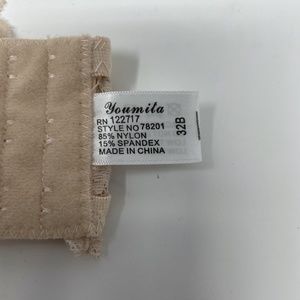 Youmita
RN 122717
STYLE NO 78201
85% NYLON
15% SPANDEX
MADE IN CHINA
32B